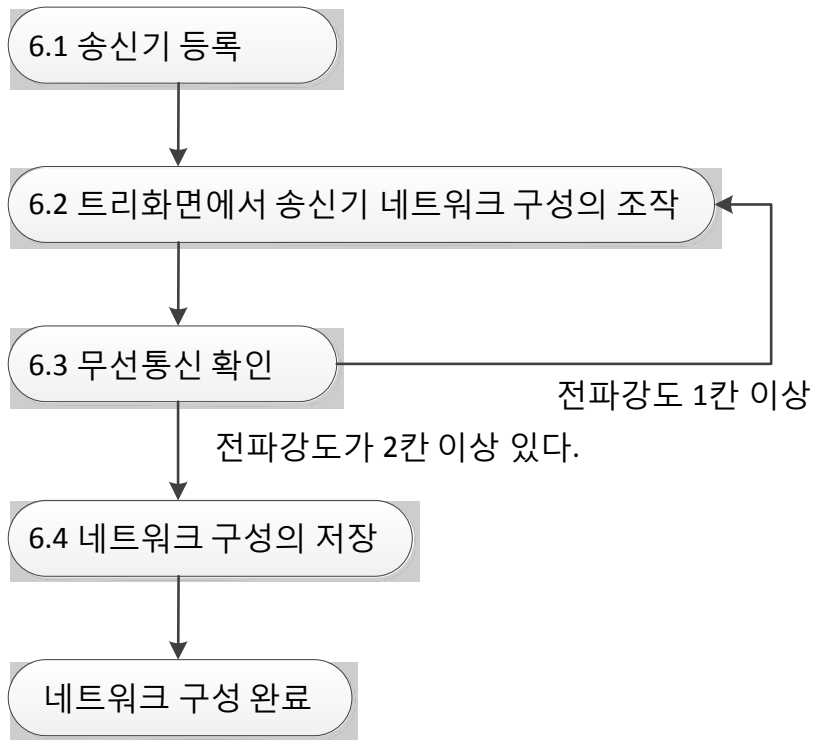 6.1 송신기 등록
6.2 트리화면에서 송신기 네트워크 구성의 조작
6.3 무선통신 확인
전파강도 1칸 이상
전파강도가 2칸 이상 있다.
6.4 네트워크 구성의 저장
네트워크 구성 완료